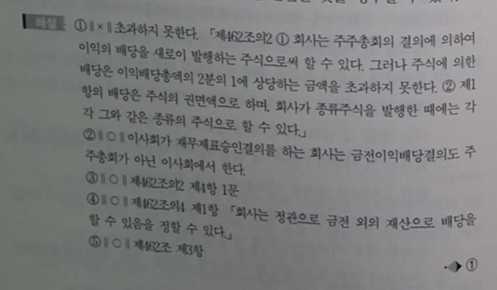 해설 ①‖×‖초과하지 못한다. 「제462조의2 ① 회사는 주주총회의 결의에 의하여
이익의 배당을 새로이 발행하는 주식으로써 할 수 있다. 그러나 주식에 의한
배당은 이익배당총액의 2분의 1에 상당하는 금액을 초과하지 못한다. ② 제1
항의 배당은 주식의 권면액으로 하며, 회사가 종류주식을 발행한 때에는 각
각 그와 같은 종류의 주식으로 할 수 있다.」
②‖○‖이사회가 재무제표승인결의를 하는 회사는 금전이익배당결의도 주
주총회가 아닌 이사회에서 한다.
③‖○‖제462조의2 제4항 1문
④‖○‖제462조의4 제1항 「회사는 정관으로 금전 외의 재산으로 배당을
할 수 있음을 정할 수 있다.」
⑤‖○‖제462조 제3항
①